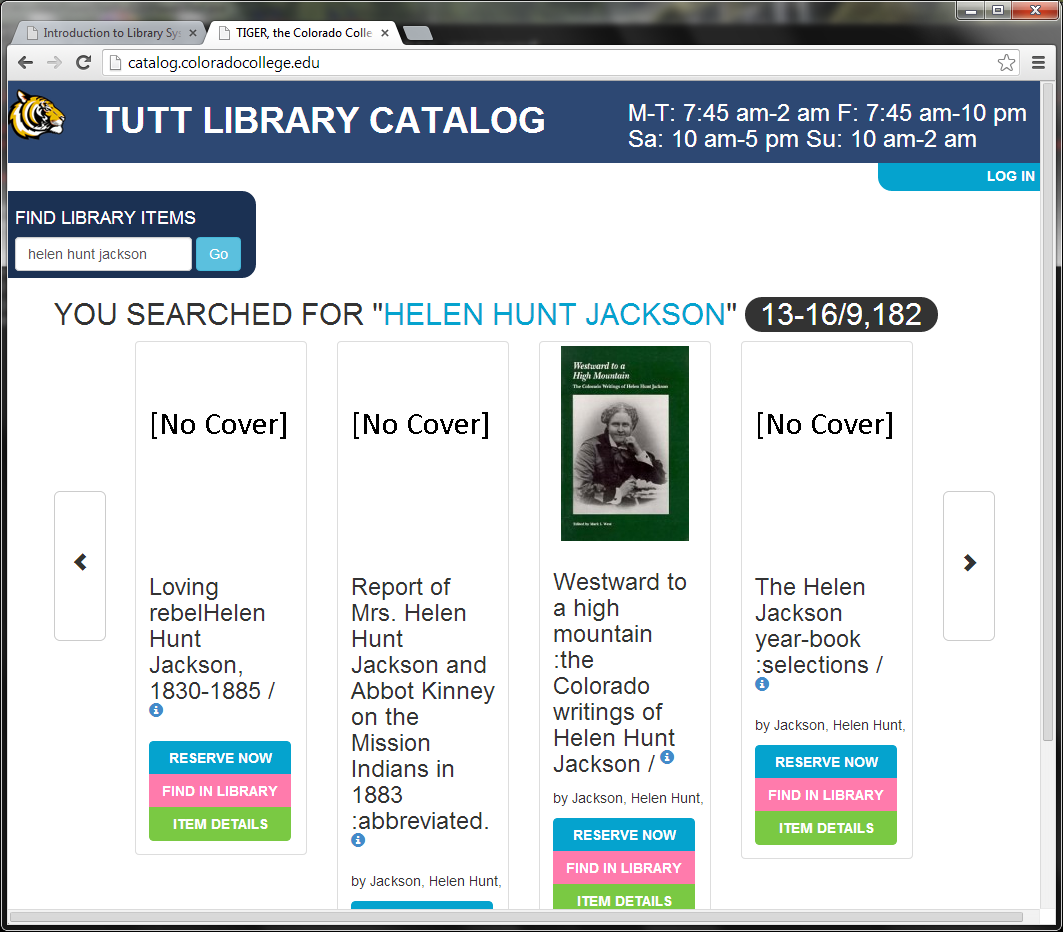 Introduction to Library Sy
TIGER, the Colorado Colle
catalog.coloradocollege.edu
TUTT LIBRARY CATALOG
M-T: 7:45 am-2 am F: 7:45 am-10 pm
Sa: 10 am-5 pm Su: 10 am-2 am
LOG IN
FIND LIBRARY ITEMS
helen hunt jackson
Go
YOU SEARCHED FOR "HELEN HUNT JACKSON" 13-16/9,182
[No Cover]
Loving
rebelHelen
Hunt
Jackson,
1830-1885 /
RESERVE NOW
FIND IN LIBRARY
ITEM DETAILS
[No Cover]
Report of
Mrs. Helen
Hunt
Jackson and
Abbot Kinney
on the
Mission
Indians in
1883
:abbreviated.
by Jackson, Helen Hunt,
Westward to a
High Mountain
The Colorado Writings of Helen Hunt Jackson
Edited by Mark I. West
Westward to
a high
mountain
:the
Colorado
writings of
Helen Hunt
Jackson /
by Jackson, Helen Hunt,
RESERVE NOW
FIND IN LIBRARY
ITEM DETAILS
[No Cover]
The Helen
Jackson
year-book
:selections /
by Jackson, Helen Hunt,
RESERVE NOW
FIND IN LIBRARY
ITEM DETAILS